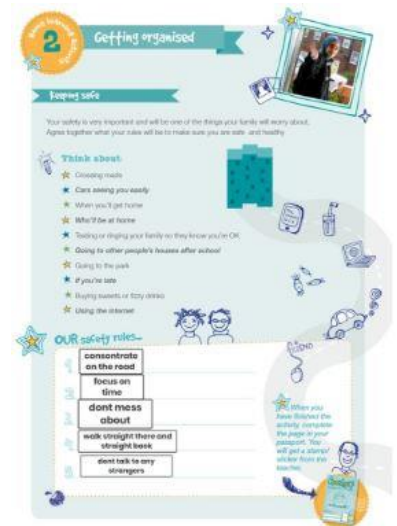 2
Getting organised
Keeping safe
Your safety is very important and will be one of the things your family will worry about.
Agree together what your rules will be to make sure you are safe and healthy.
Think about:
Crossing roads
Cars seeing you easily
When you'll get home
Who'll be at home
Texting or ringing your family so they know you're OK
Going to other people's houses after school
Going to the park
If you're late
Buying sweets or fizzy drinks
Using the internet
OUR safety rules...
1
consentrate
on the road
2
focus on
time
3
dont mess
about
4
walk straight there and
straight back
5
dont talk to any
strangers
When you
have finished the
activity, complete
the page in your
passport. You
will get a stamp/
sticker from the
teacher.